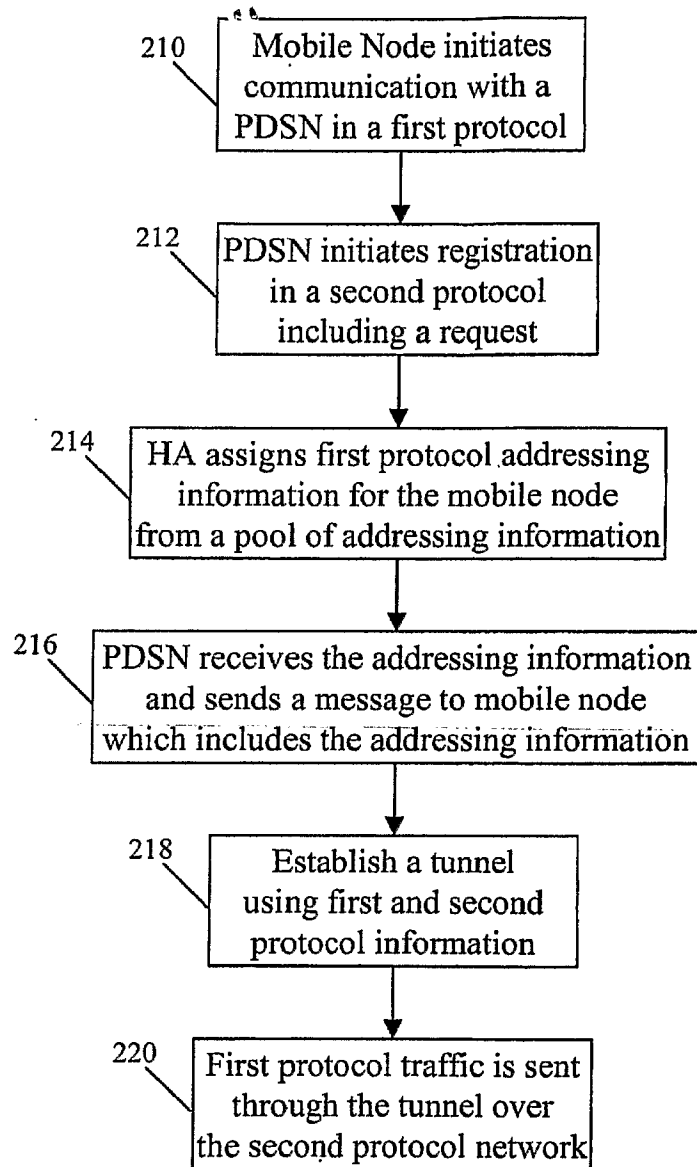 210
Mobile Node initiates
communication with a
PDSN in a first protocol
212
PDSN initiates registration
in a second protocol
including a request
214
HA assigns first protocol addressing
information for the mobile node
from a pool of addressing information
216
PDSN receives the addressing information
and sends a message to mobile node
which includes the addressing information
218
Establish a tunnel
using first and second
protocol information
220
First protocol traffic is sent
through the tunnel over
the second protocol network